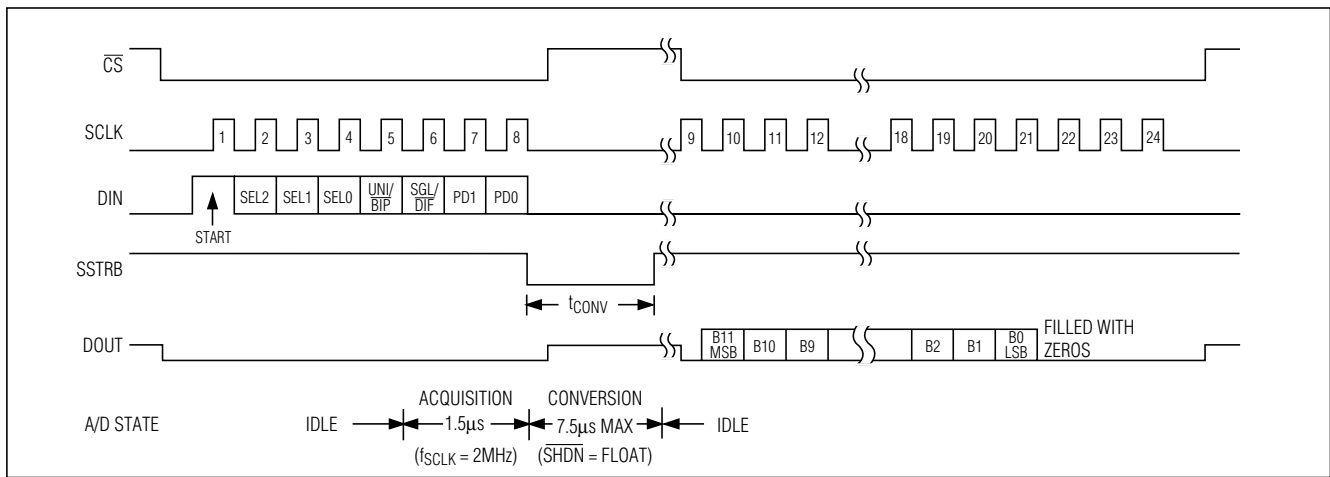 CS
SCLK 1 2 3 4 5 6 7 8 9 10 11 12 18 19 20 21 22 23 24
DIN SEL2 SEL1 SEL0 UNI/ BIP SGL/ DIF PD1 PD0
START
SSTRB
tCONV
DOUT B11 MSB B10 B9 B2 B1 B0 LSB FILLED WITH ZEROS
ACQUISITION CONVERSION
A/D STATE IDLE 1.5μs 7.5μs MAX IDLE
(fSCLK = 2MHz) (SHDN = FLOAT)